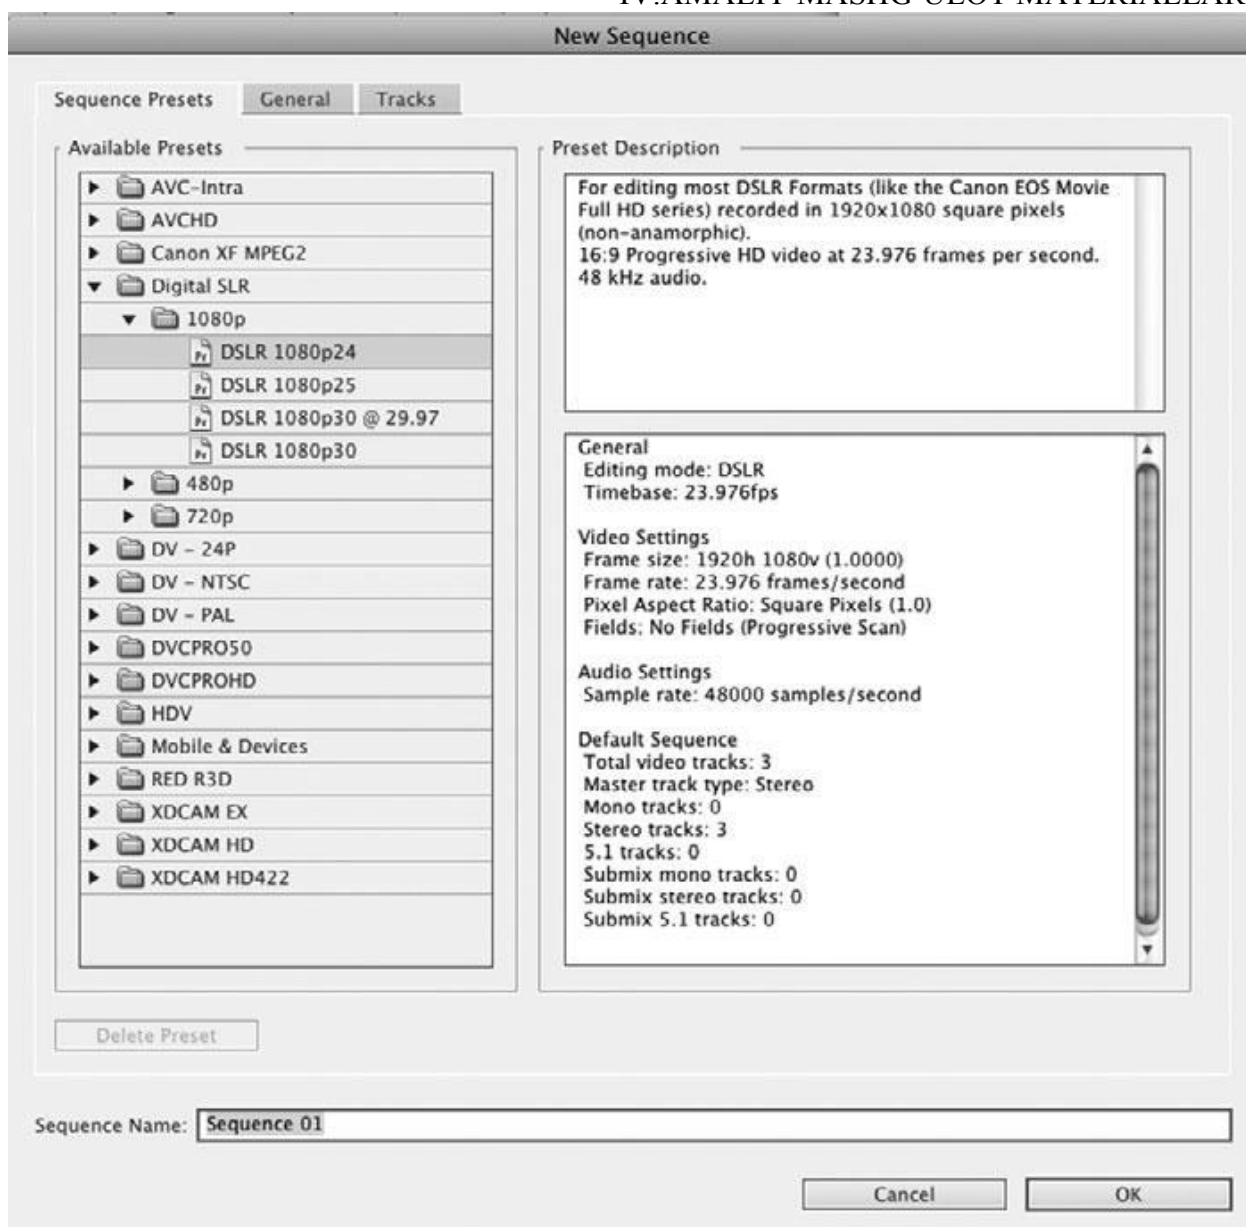 New Sequence
Sequence Presets General Tracks
Available Presets
AVC-Intra
AVCHD
Canon XF MPEG2
Digital SLR
1080p
DSLR 1080p24
DSLR 1080p25
DSLR 1080p30 @ 29.97
DSLR 1080p30
480p
720p
DV - 24P
DV - NTSC
DV - PAL
DVCPRO50
DVCPROHD
HDV
Mobile & Devices
RED R3D
XDCAM EX
XDCAM HD
XDCAM HD422
Preset Description
For editing most DSLR Formats (like the Canon EOS Movie
Full HD series) recorded in 1920x1080 square pixels
(non-anamorphic).
16:9 Progressive HD video at 23.976 frames per second.
48 kHz audio.
General
Editing mode: DSLR
Timebase: 23.976fps
Video Settings
Frame size: 1920h 1080v (1.0000)
Frame rate: 23.976 frames/second
Pixel Aspect Ratio: Square Pixels (1.0)
Fields: No Fields (Progressive Scan)
Audio Settings
Sample rate: 48000 samples/second
Default Sequence
Total video tracks: 3
Master track type: Stereo
Mono tracks: 0
Stereo tracks: 3
5.1 tracks: 0
Submix mono tracks: 0
Submix stereo tracks: 0
Submix 5.1 tracks: 0
Delete Preset
Sequence Name: Sequence 01
Cancel OK